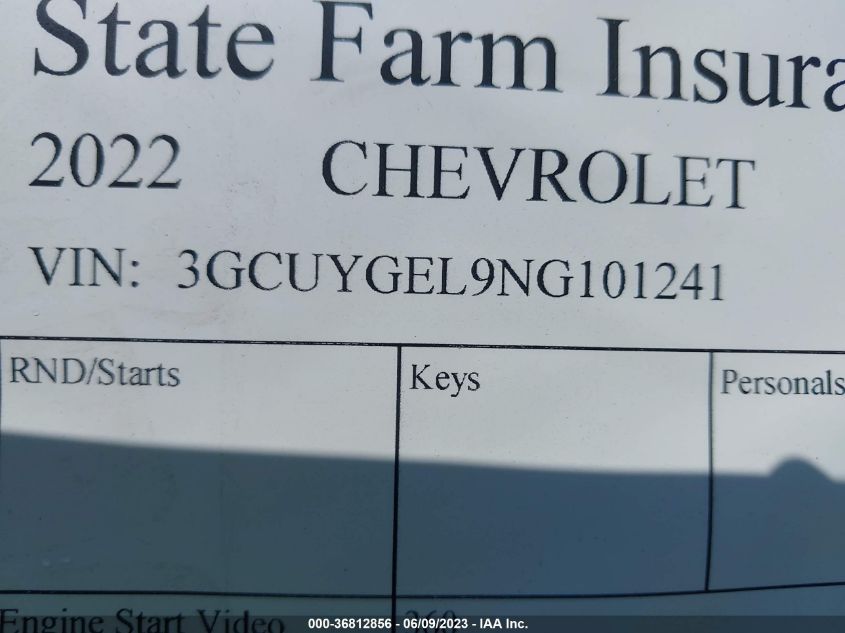 State Farm
2022 CHEVROLET
VIN: 3GCUYGEL9NG101241
RND/Starts Keys Personals
Engine Start Video 360
000-36812856 - 06/09/2023 - IAA Inc.